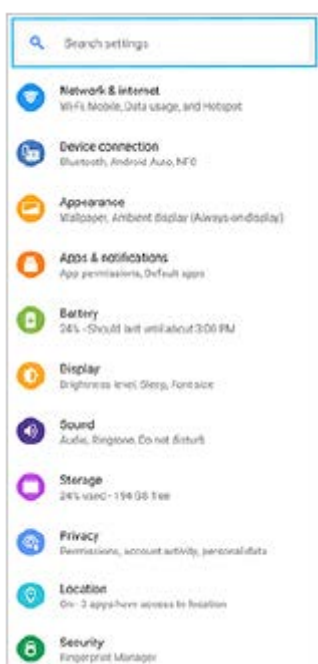 Search settings
Network & internet
Wi-Fi, Mobile, Data usage, and Hotspot
Device connection
Bluetooth, Android Auto, NFC
Appearance
Wallpaper, Ambient display (Always-on display)
Apps & notifications
App permissions, Default apps
Battery
24% - Should last until about 3:00 PM
Display
Brightness level, Sleep, Font size
Sound
Audio, Ringtone, Do not disturb
Storage
24% used - 194 GB free
Privacy
Permissions, account activity, personal data
Location
On - 3 apps have access to location
Security
Fingerprint Manager